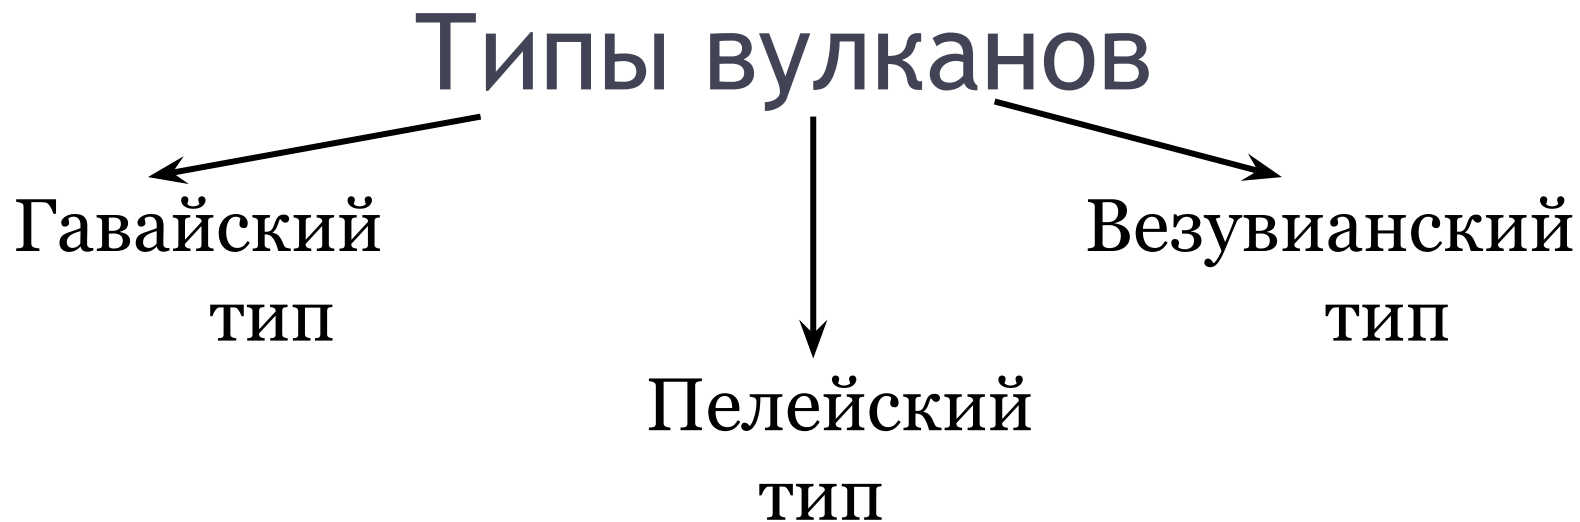 Типы вулканов
Гавайский
тип
Везувианский
тип
Пелейский
тип